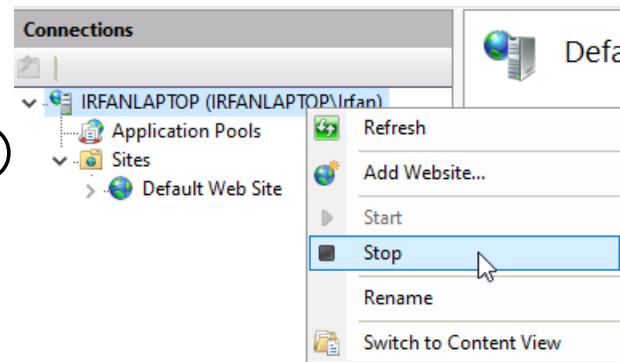 Connections
Defa
IRFANLAPTOP (IRFANLAPTOP\Irfan)
Application Pools
Sites
Default Web Site
Refresh
Add Website...
Start
Stop
Rename
Switch to Content View